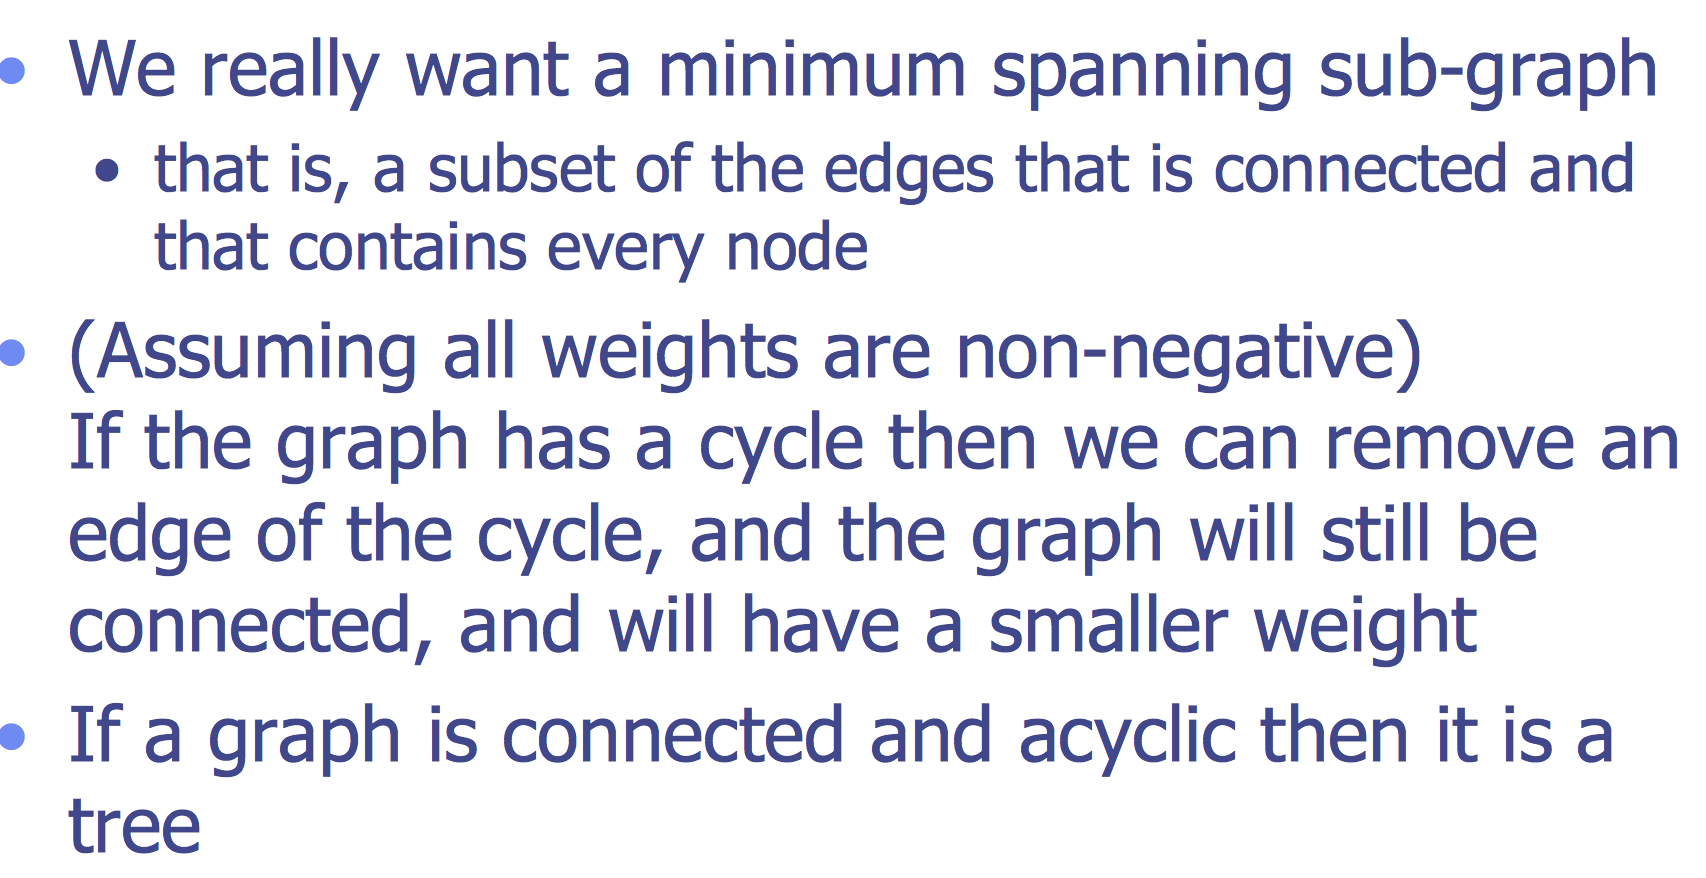 • We really want a minimum spanning sub-graph
• that is, a subset of the edges that is connected and
that contains every node
• (Assuming all weights are non-negative)
If the graph has a cycle then we can remove an
edge of the cycle, and the graph will still be
connected, and will have a smaller weight
• If a graph is connected and acyclic then it is a
tree